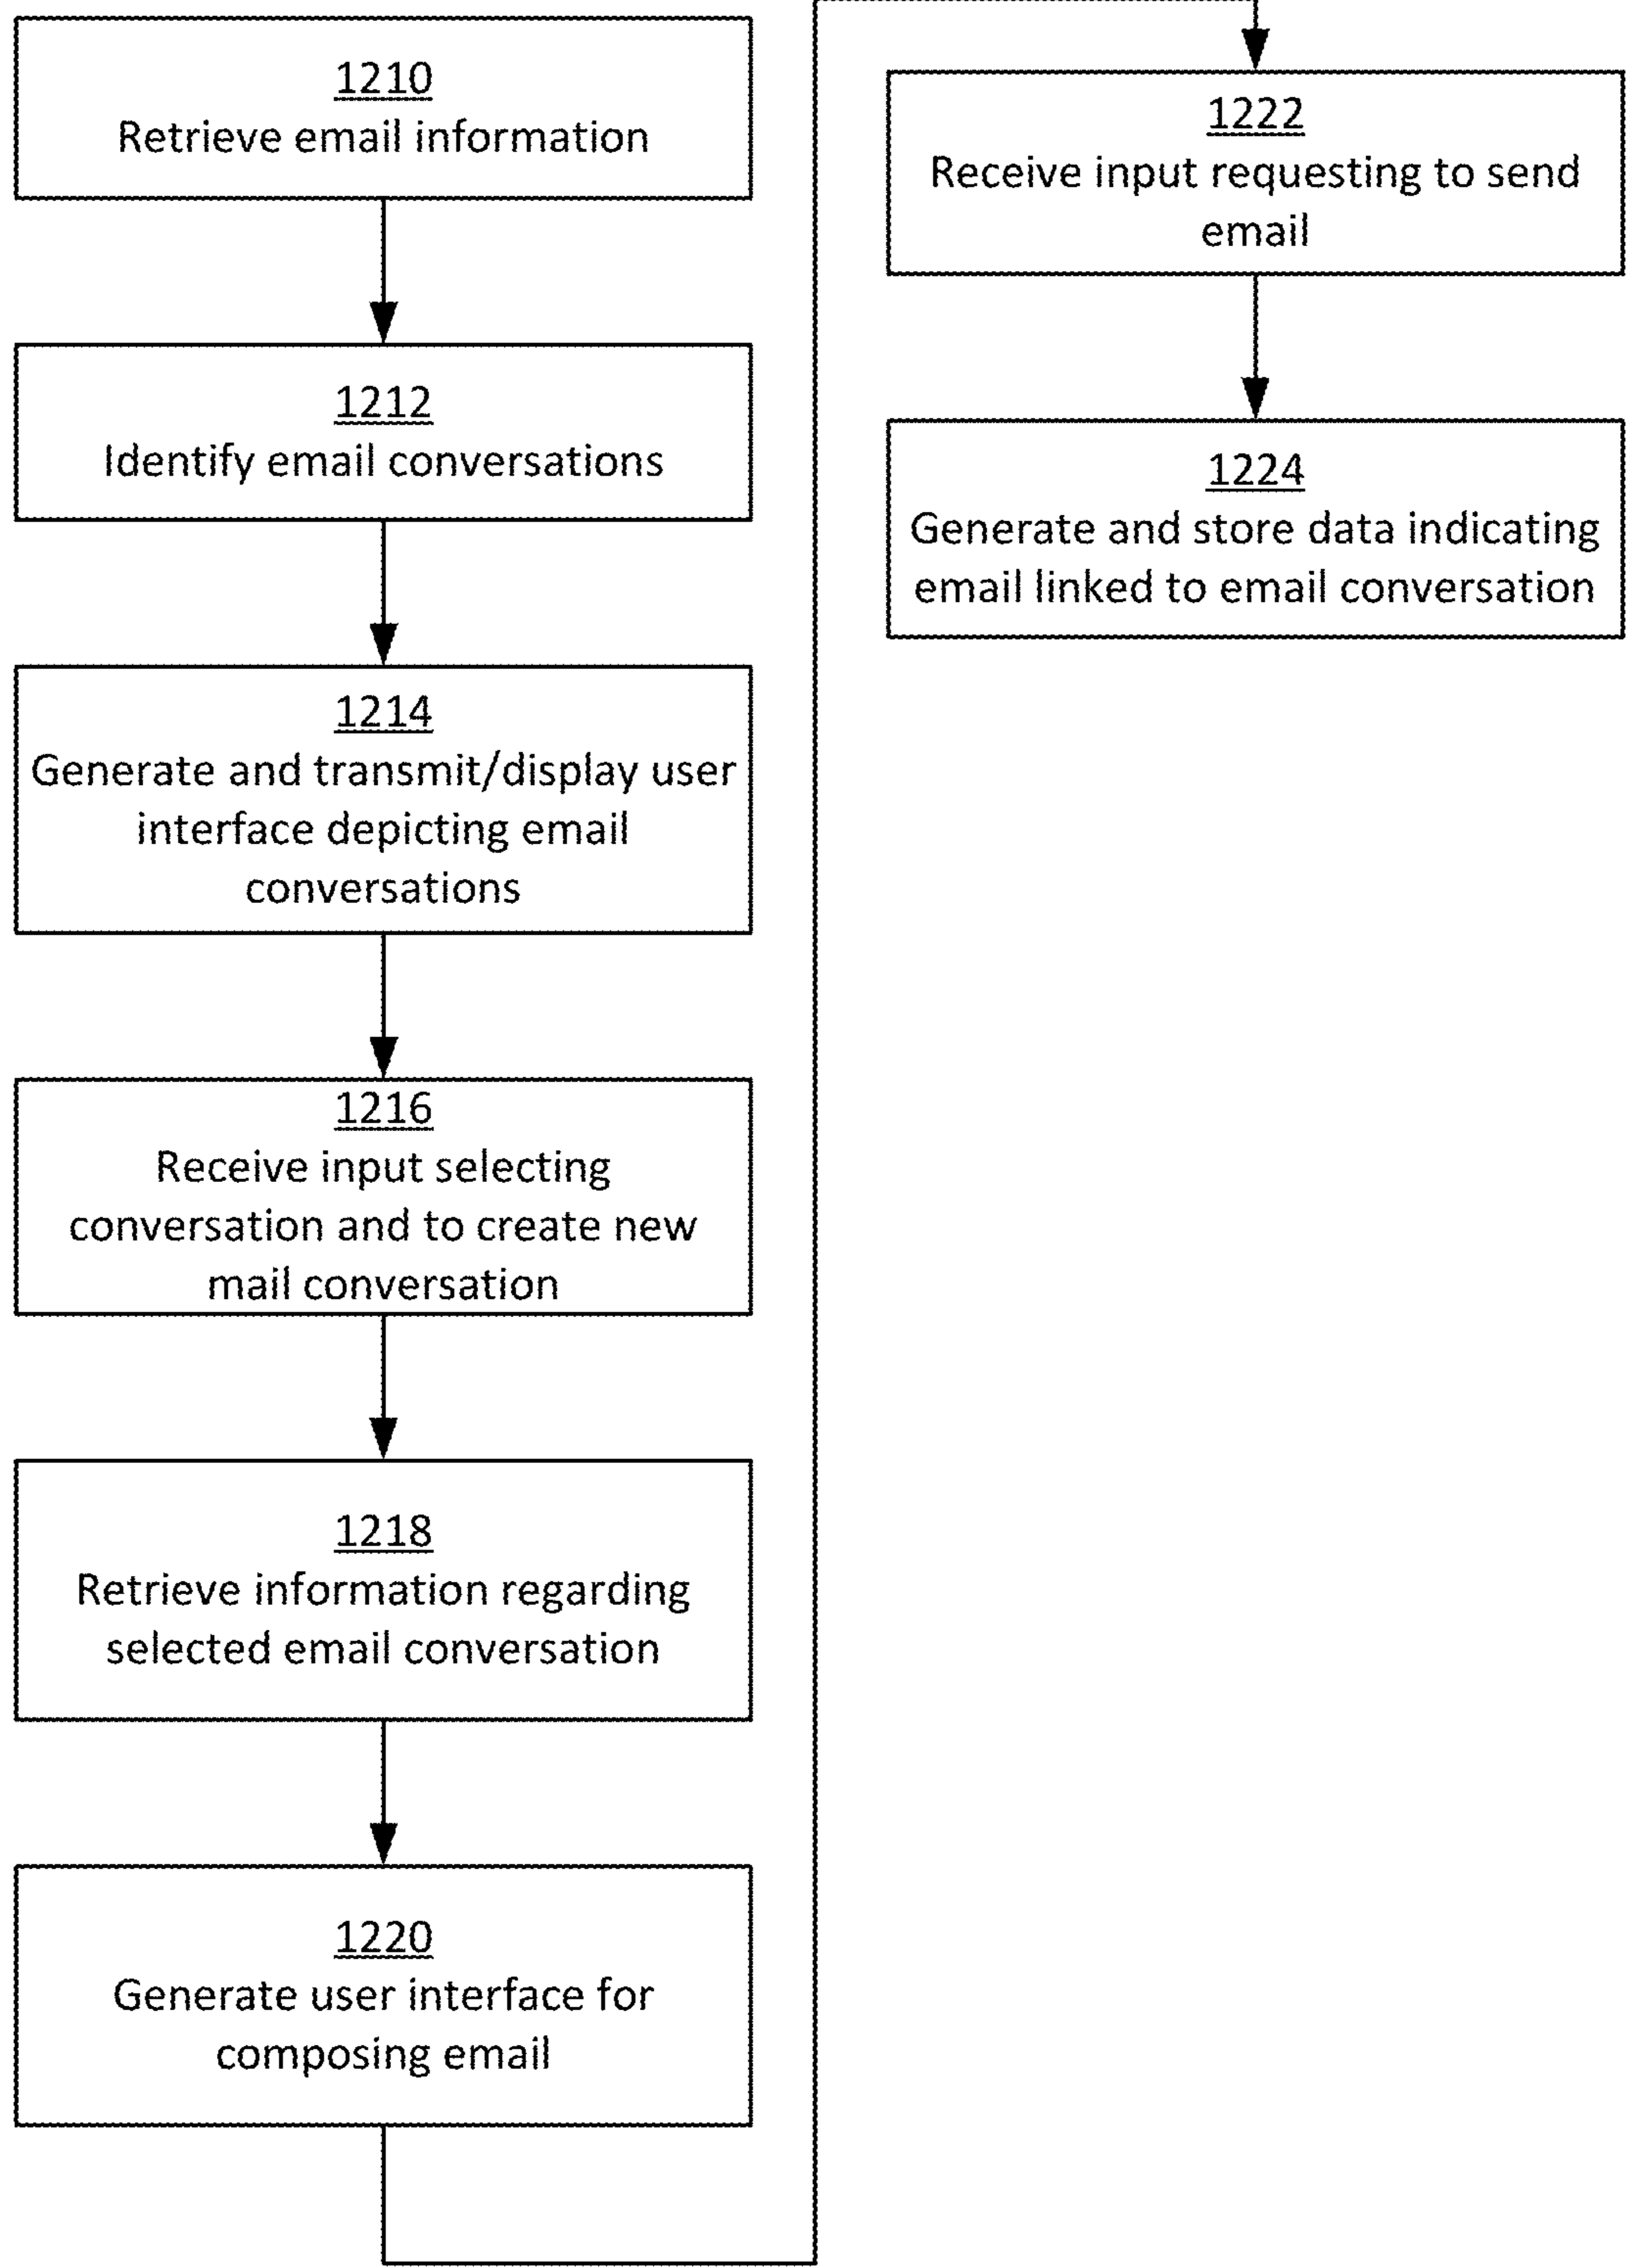 1210
Retrieve email information
1212
Identify email conversations
1214
Generate and transmit/display user
interface depicting email
conversations
1216
Receive input selecting
conversation and to create new
mail conversation
1218
Retrieve information regarding
selected email conversation
1220
Generate user interface for
composing email
1222
Receive input requesting to send
email
1224
Generate and store data indicating
email linked to email conversation